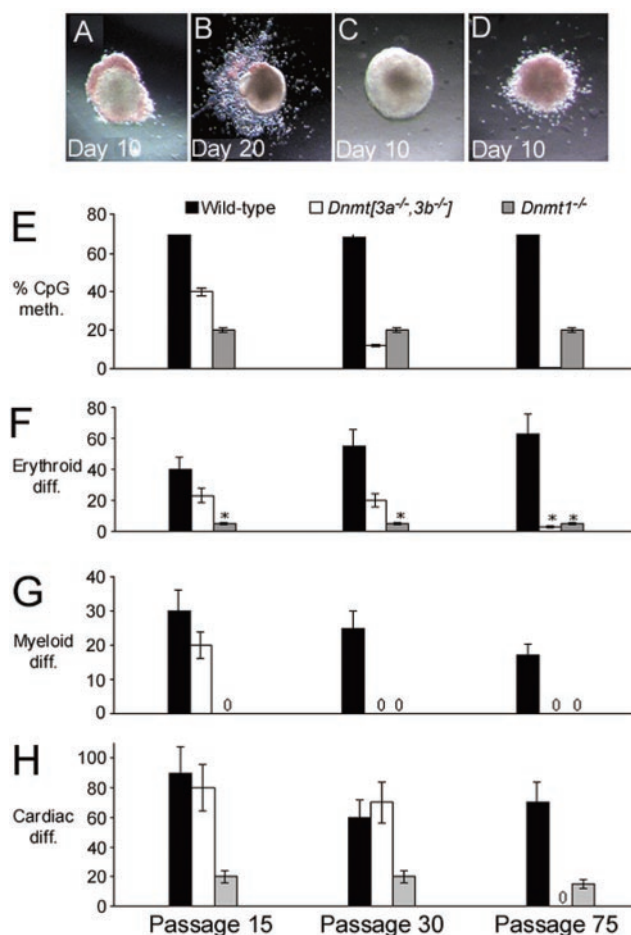 A B C D
Day 10 Day 20 Day 10 Day 10
Wild-type Dnmt[3a-/-,3b-/-] Dnmt1-/-
E
% CpG
meth.
80
60
40
20
0
F
Erythroid
diff.
80
60
40
20
0
* * * *
G
Myeloid
diff.
40
30
20
10
0
0 0 0 0 0
H
Cardiac
diff.
100
80
60
40
20
0
0
Passage 15 Passage 30 Passage 75